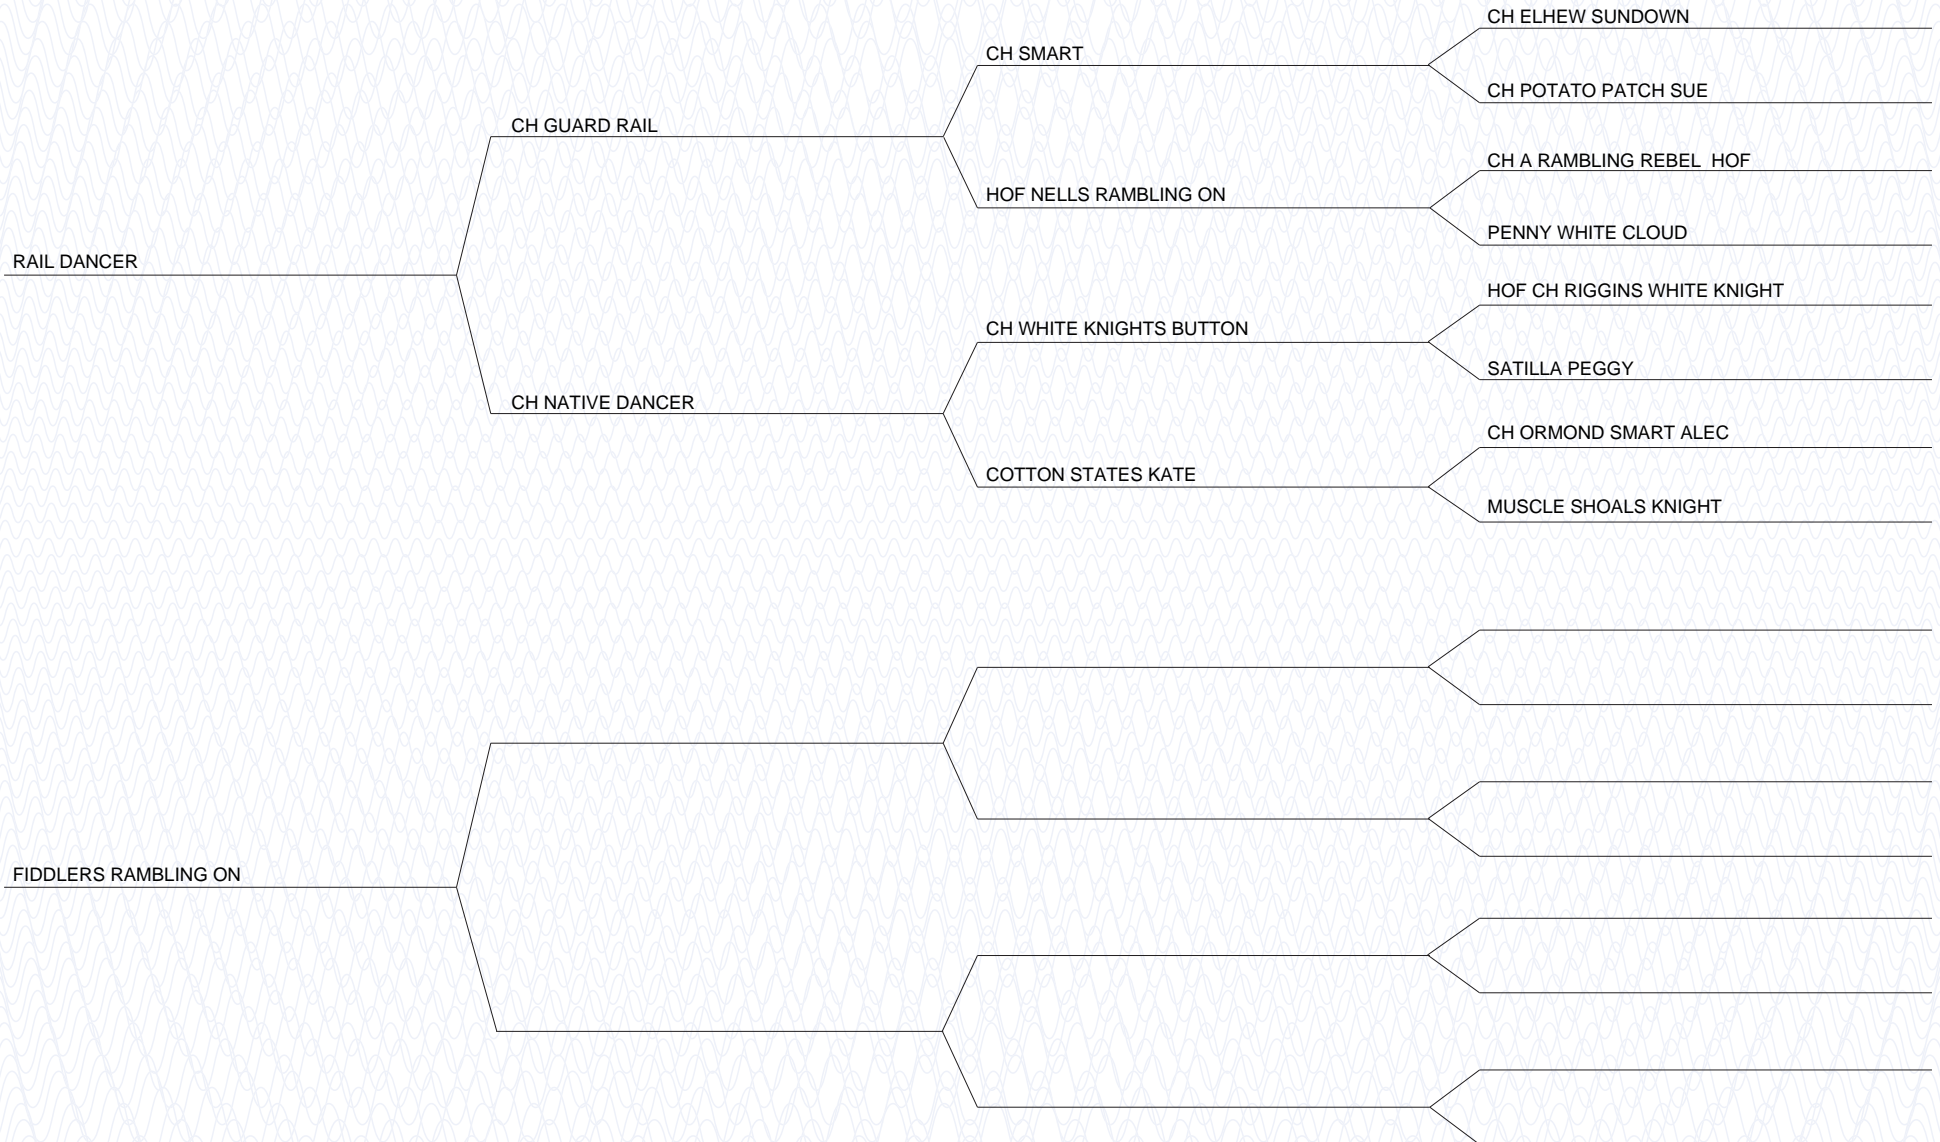 CH ELHEW SUNDOWN
CH SMART
CH POTATO PATCH SUE
CH GUARD RAIL
CH A RAMBLING REBEL  HOF
HOF NELLS RAMBLING ON
PENNY WHITE CLOUD
RAIL DANCER
HOF CH RIGGINS WHITE KNIGHT
CH WHITE KNIGHTS BUTTON
SATILLA PEGGY
CH NATIVE DANCER
CH ORMOND SMART ALEC
COTTON STATES KATE
MUSCLE SHOALS KNIGHT
FIDDLERS RAMBLING ON